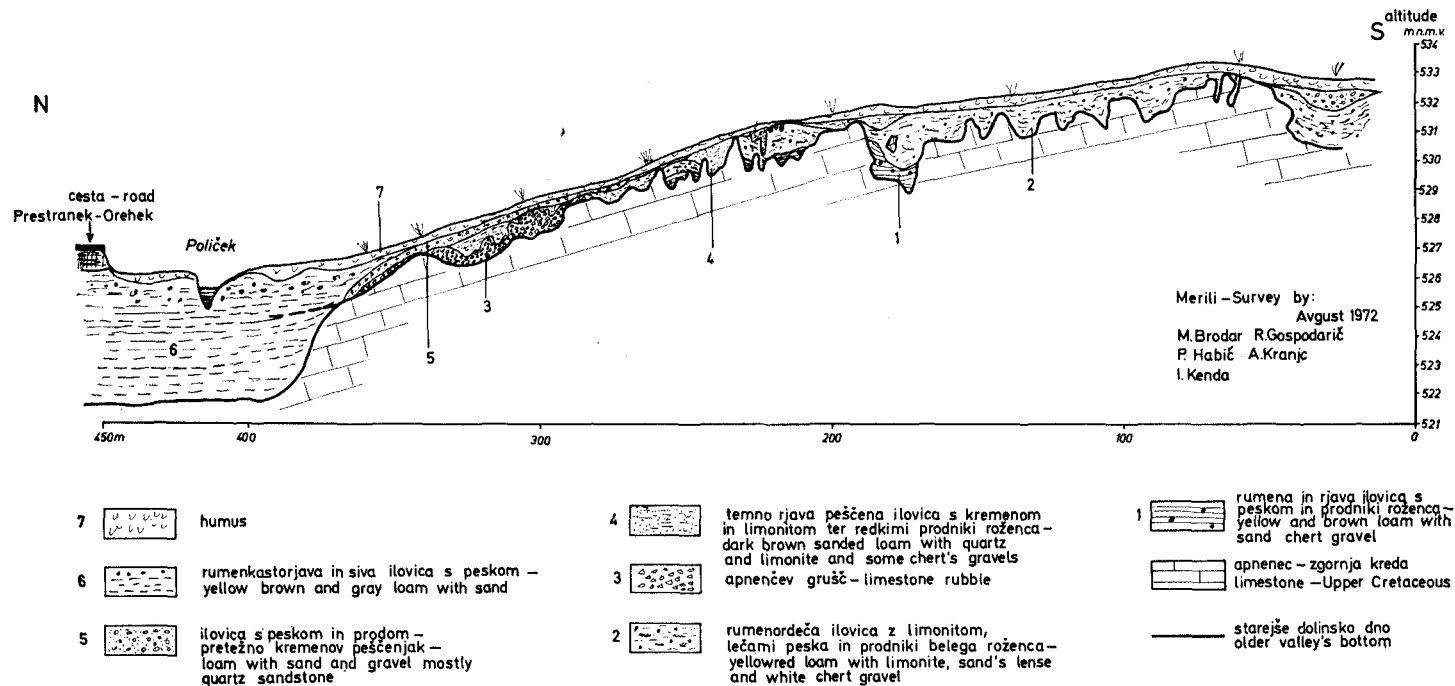 N
S
altitude
m.n.m.v.
534
533
532
531
530
529
528
527
526
525
524
523
522
521
cesta – road
Prestranek-Orehek
Poliček
7
6
5
3
4
1
2
Merili – Survey by:
Avgust 1972
M. Brodar R. Gospodarič
P. Habič A. Kranjc
I. Kenda
450m
400
300
200
100
0
7 humus
6 rumenkastorjava in siva ilovica s peskom –
yellow brown and gray loam with sand
5 ilovica s peskom in prodom –
pretežno kremenov peščenjak –
loam with sand and gravel mostly
quartz sandstone
4 temno rjava peščena ilovica s kremenom
in limonitom ter redkimi prodniki roženca –
dark brown sanded loam with quartz
and limonite and some chert's gravels
3 apnenčev grušč – limestone rubble
2 rumenordeča ilovica z limonitom,
lečami peska in prodniki belega roženca –
yellowred loam with limonite, sand's lense
and white chert gravel
1 rumena in rjava ilovica s
peskom in prodniki roženca –
yellow and brown loam with
sand chert gravel
apnenec – zgornja kreda
limestone – Upper Cretaceous
starejše dolinsko dno
older valley's bottom